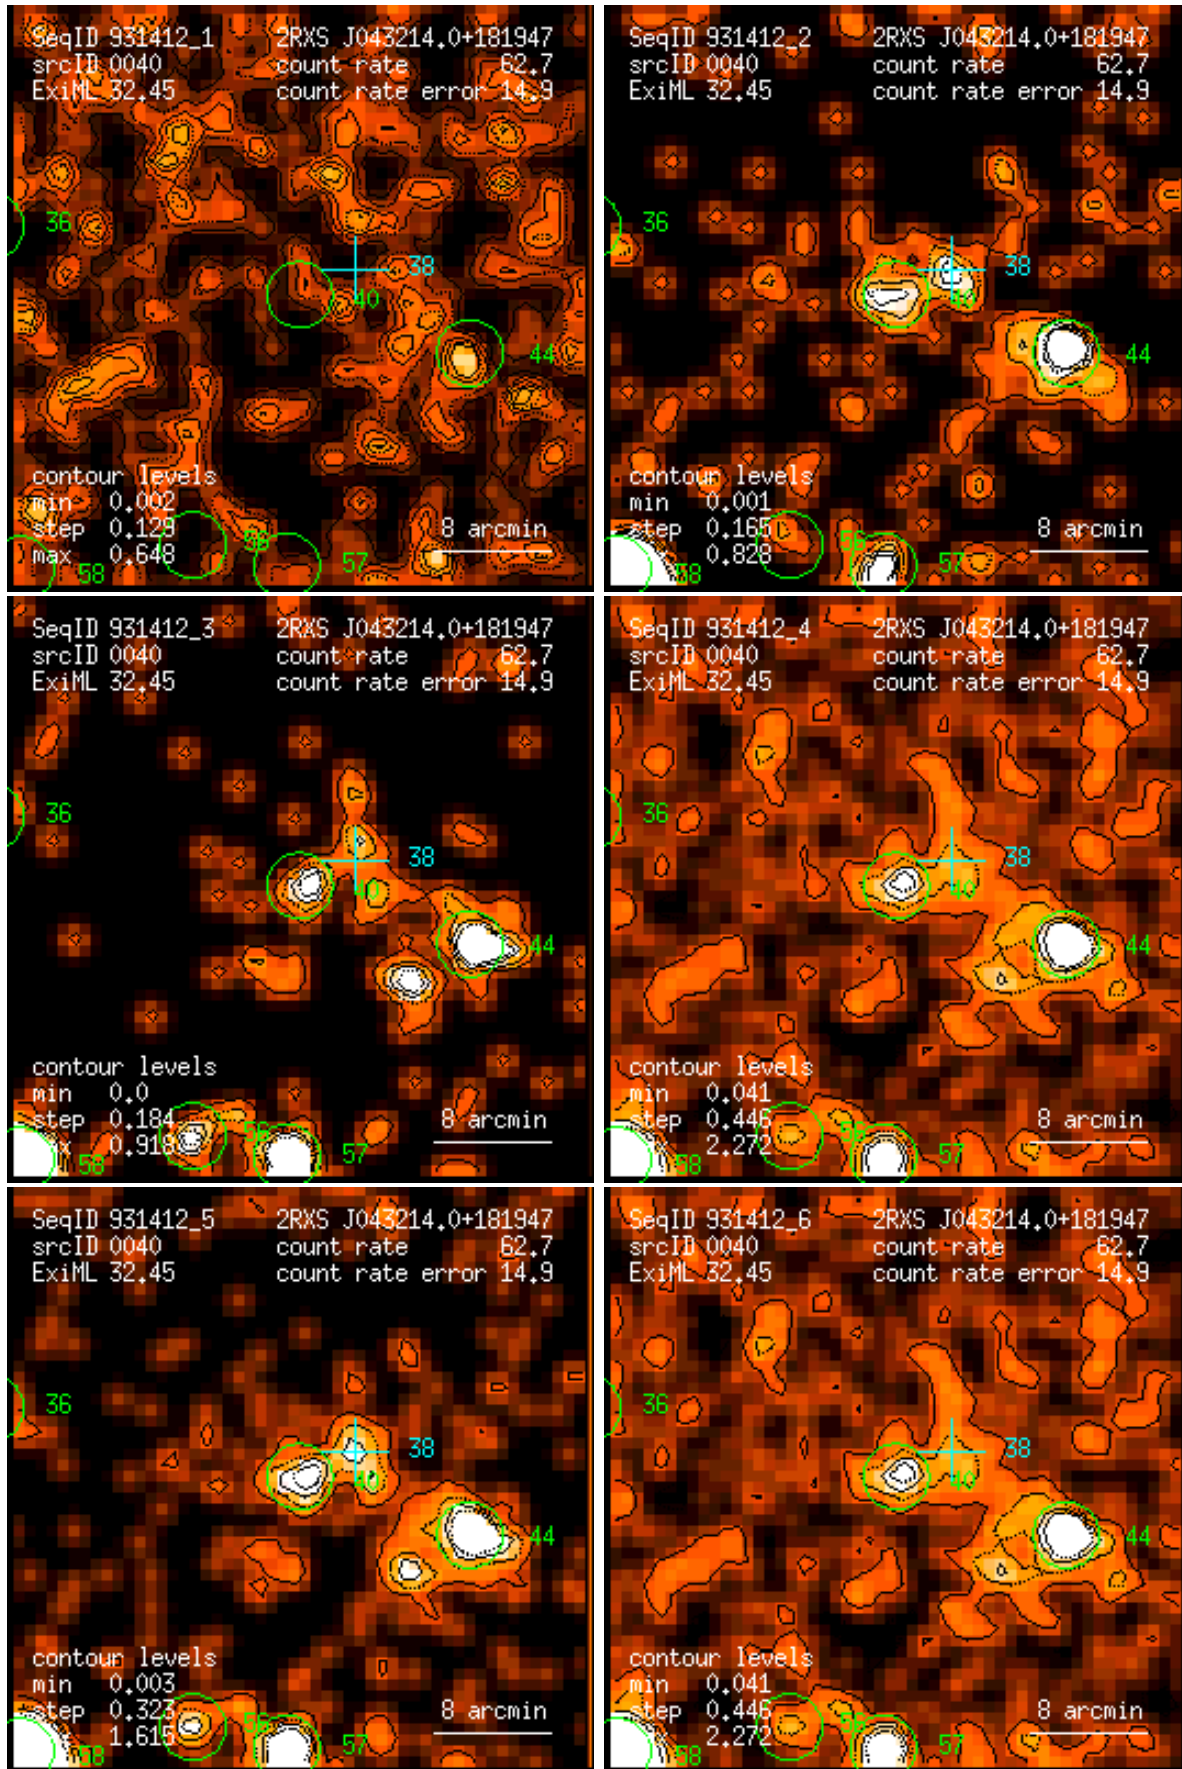 SeqID 931412_1 2RXS J043214.0+181947
srcID 0040 count rate 62.7
ExiML 32.45 count rate error 14.9
36
38
40
44
contour levels
min 0.002
step 0.129 8 arcmin
max 0.648
56
57
58
SeqID 931412_2 2RXS J043214.0+181947
srcID 0040 count rate 62.7
ExiML 32.45 count rate error 14.9
36
38
40
44
contour levels
min 0.001
step 0.165 8 arcmin
0.828
56
57
58
SeqID 931412_3 2RXS J043214.0+181947
srcID 0040 count rate 62.7
ExiML 32.45 count rate error 14.9
36
38
40
44
contour levels
min 0.0
step 0.184 8 arcmin
56
57
58
SeqID 931412_4 2RXS J043214.0+181947
srcID 0040 count rate 62.7
ExiML 32.45 count rate error 14.9
36
38
40
44
contour levels
min 0.041
step 0.446 8 arcmin
2.272
56
57
58
SeqID 931412_5 2RXS J043214.0+181947
srcID 0040 count rate 62.7
ExiML 32.45 count rate error 14.9
36
38
40
44
contour levels
min 0.003
step 0.323 8 arcmin
1.615
56
57
58
SeqID 931412_6 2RXS J043214.0+181947
srcID 0040 count rate 62.7
ExiML 32.45 count rate error 14.9
36
38
40
44
contour levels
min 0.041
step 0.446 8 arcmin
2.272
56
57
58